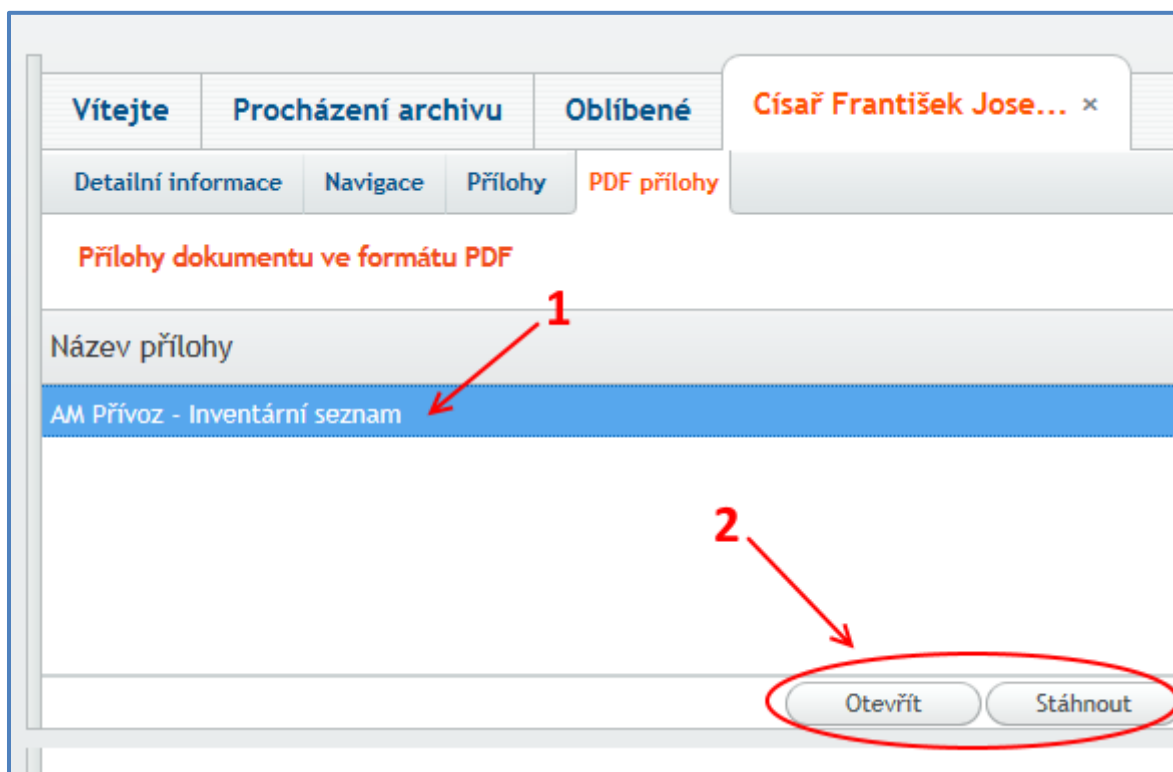 Vítejte Procházení archivu Oblíbené Císař František Jose... ×
Detailní informace Navigace Přílohy PDF přílohy
Přílohy dokumentu ve formátu PDF
1
Název přílohy
AM Přívoz - Inventární seznam
2
Otevřít Stáhnout